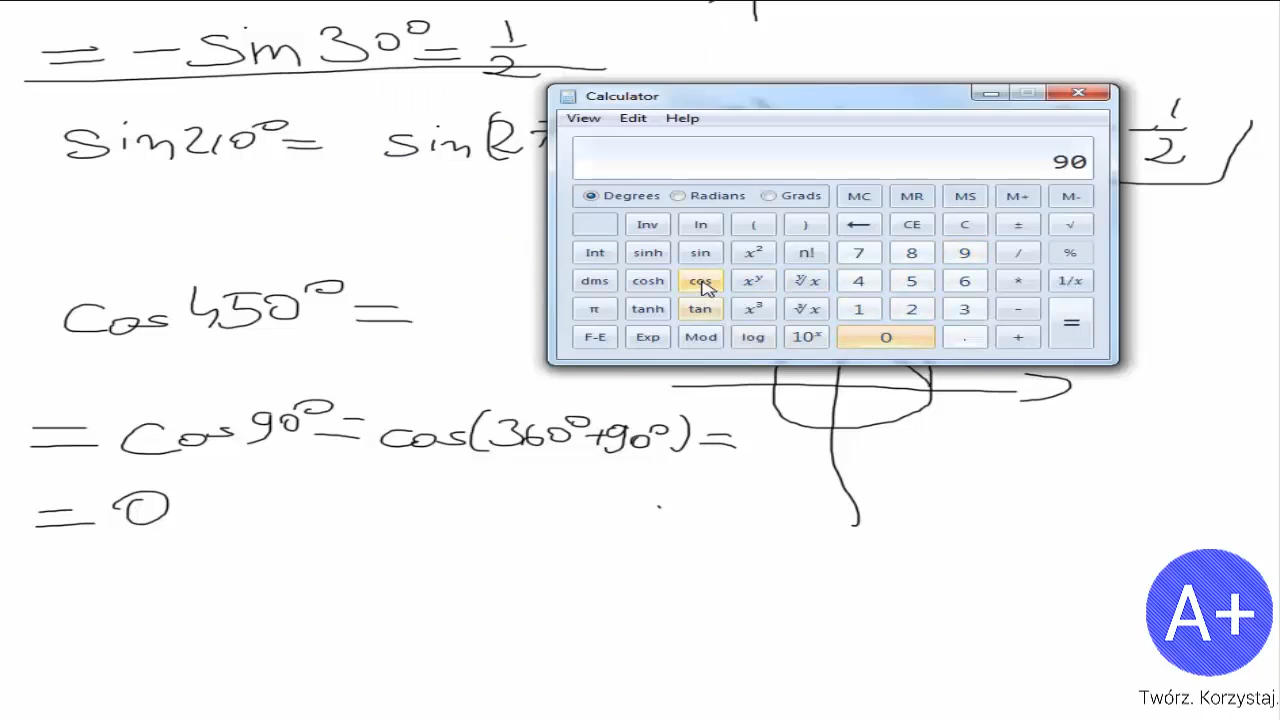 = - Sin 30° = 1/2
sin 210° = sin(2 1/2
cos 450° =
= Cos 90° = cos(360°+90°) =
= 0
Calculator
View Edit Help
90
Degrees Radians Grads MC MR MS M+ M-
Inv ln ( ) ← CE C ± √
Int sinh sin x² n! 7 8 9 / %
dms cosh cos xʸ ʸ√x 4 5 6 * 1/x
π tanh tan x³ ³√x 1 2 3 - =
F-E Exp Mod log 10ˣ 0 . +
A+
Twórz. Korzystaj.